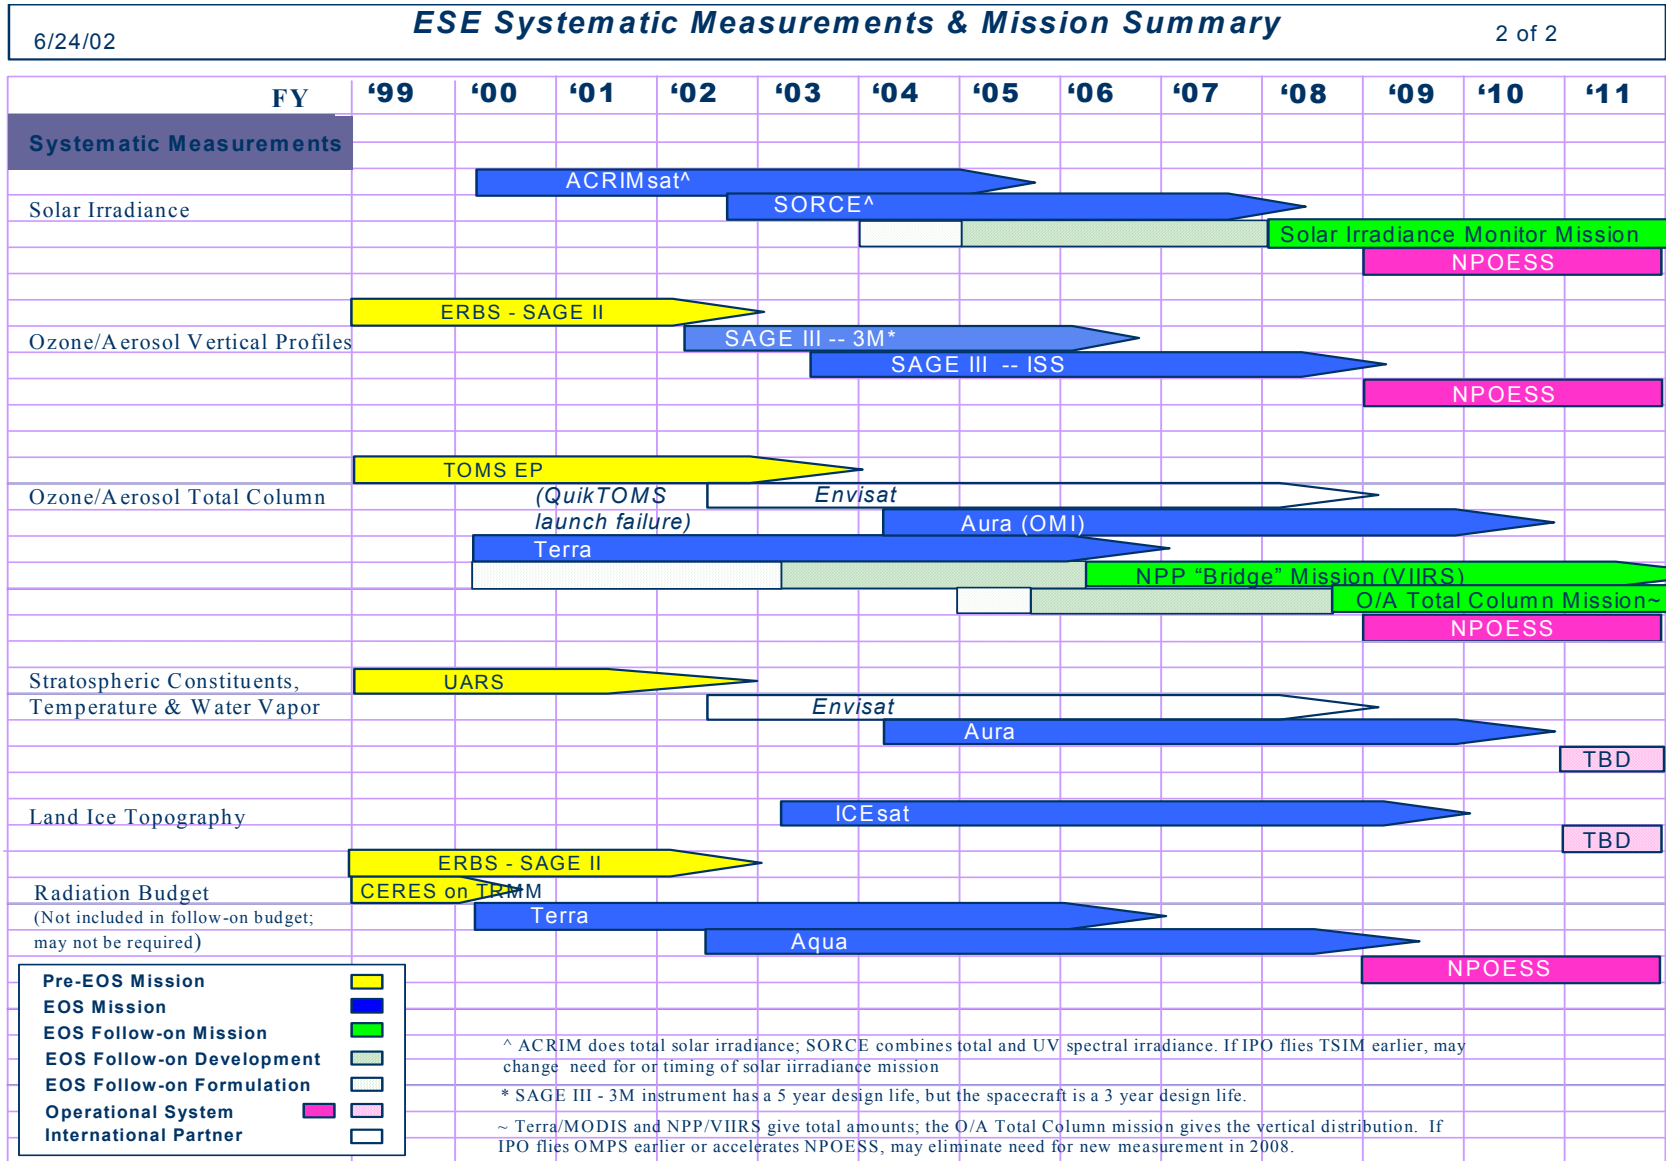 ESE Systematic Measurements & Mission Summary
6/24/02
2 of 2
FY ‘99 ‘00 ‘01 ‘02 ‘03 ‘04 ‘05 ‘06 ‘07 ‘08 ‘09 ‘10 ‘11
Systematic Measurements
ACRIMsat^
Solar Irradiance
SORCE^
Solar Irradiance Monitor Mission
NPOESS
ERBS - SAGE II
Ozone/Aerosol Vertical Profiles
SAGE III -- 3M*
SAGE III -- ISS
NPOESS
TOMS EP
Ozone/Aerosol Total Column
(QuikTOMS
launch failure)
Envisat
Aura (OMI)
Terra
NPP “Bridge” Mission (VIIRS)
O/A Total Column Mission~
NPOESS
Stratospheric Constituents,
Temperature & Water Vapor
UARS
Envisat
Aura
TBD
Land Ice Topography
ICEsat
TBD
ERBS - SAGE II
Radiation Budget
(Not included in follow-on budget;
may not be required)
CERES on TRMM
Terra
Aqua
NPOESS
Pre-EOS Mission
EOS Mission
EOS Follow-on Mission
EOS Follow-on Development
EOS Follow-on Formulation
Operational System
International Partner
^ ACRIM does total solar irradiance; SORCE combines total and UV spectral irradiance. If IPO flies TSIM earlier, may
change need for or timing of solar iirradiance mission
* SAGE III - 3M instrument has a 5 year design life, but the spacecraft is a 3 year design life.
~ Terra/MODIS and NPP/VIIRS give total amounts; the O/A Total Column mission gives the vertical distribution. If
IPO flies OMPS earlier or accelerates NPOESS, may eliminate need for new measurement in 2008.